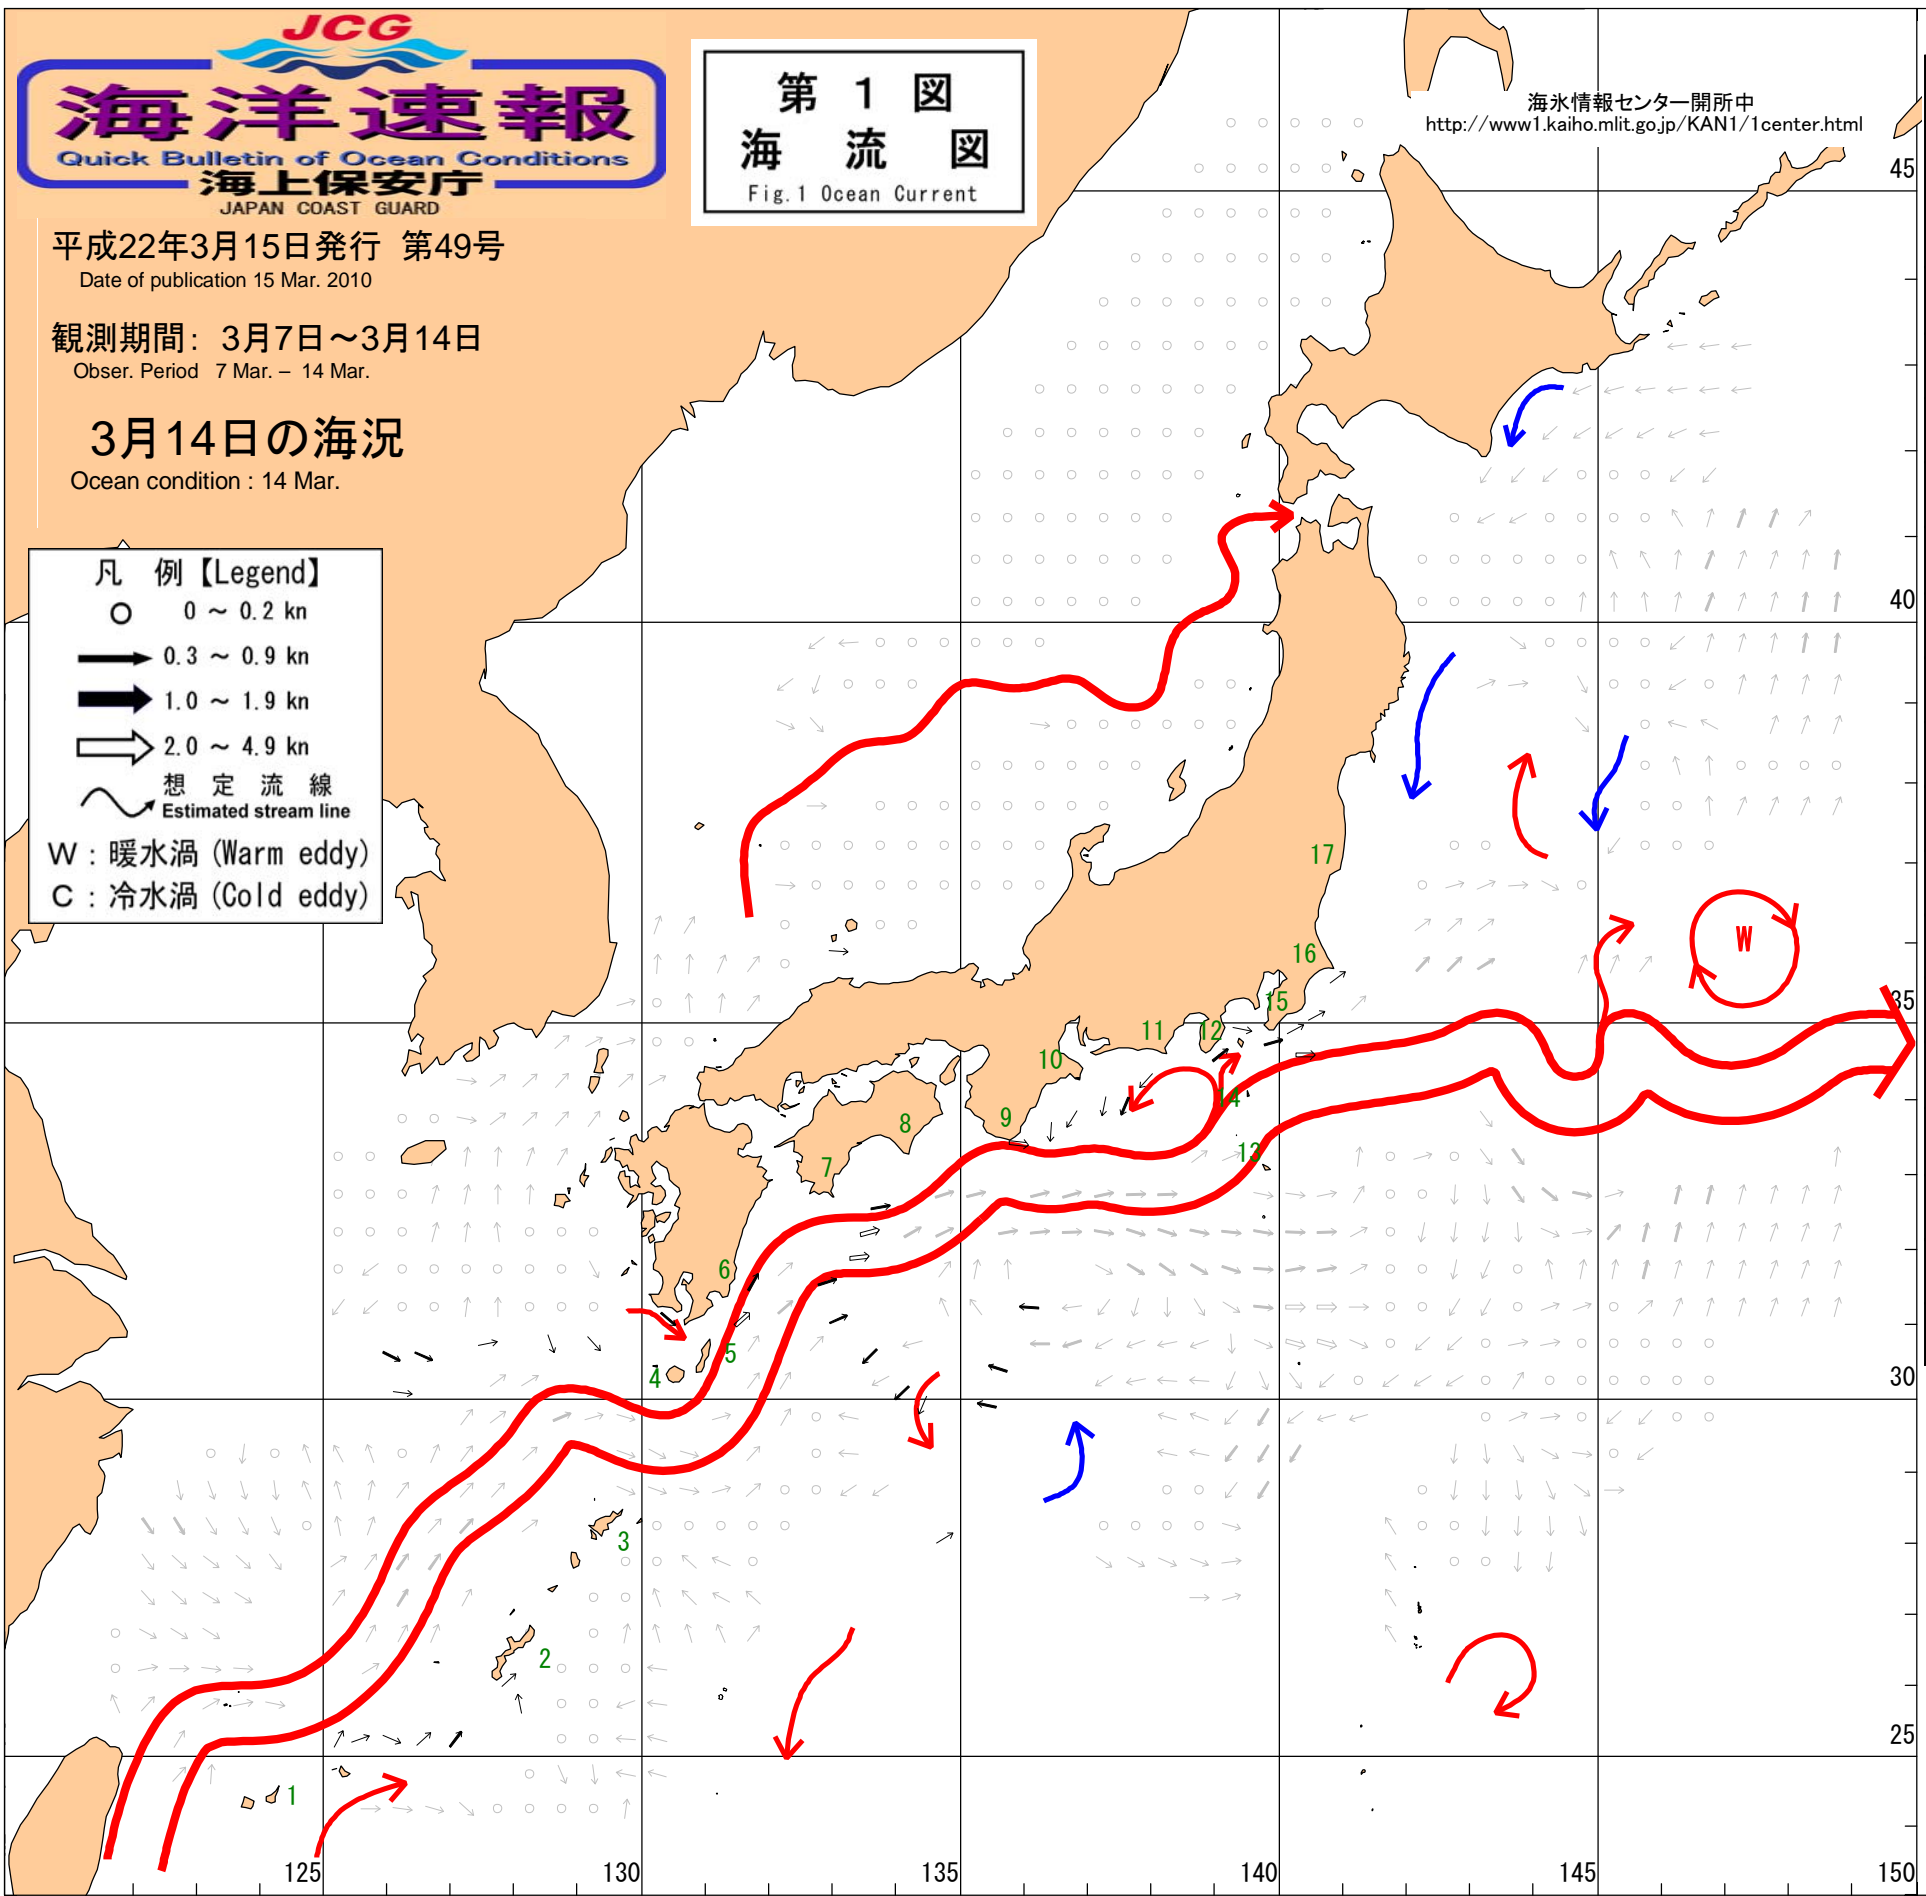 JCG
海洋速報
Quick Bulletin of Ocean Conditions
海上保安庁
JAPAN COAST GUARD
第 1 図
海 流 図
Fig.1 Ocean Current
海氷情報センター開所中
http://www1.kaiho.mlit.go.jp/KAN1/1center.html
平成22年3月15日発行 第49号
Date of publication 15 Mar. 2010
観測期間: 3月7日～3月14日
Obser. Period 7 Mar. – 14 Mar.
3月14日の海況
Ocean condition : 14 Mar.
凡 例【Legend】
0 ～ 0.2 kn
0.3 ～ 0.9 kn
1.0 ～ 1.9 kn
2.0 ～ 4.9 kn
想 定 流 線
Estimated stream line
W : 暖水渦 (Warm eddy)
C : 冷水渦 (Cold eddy)
45
40
17
W
16
35
15
12
11
10
14
9
8
13
7
6
5
4
30
3
2
25
1
125
130
135
140
145
150